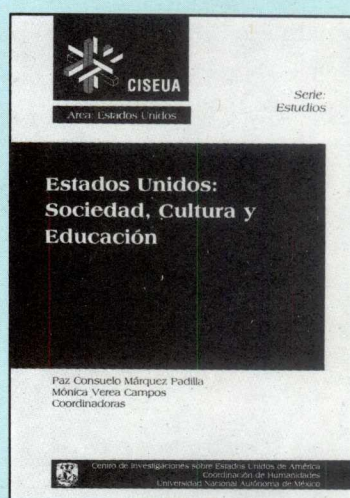 CISEUA
Area: Estados Unidos
Serie:
Estudios
Estados Unidos:
Sociedad, Cultura y
Educación
Paz Consuelo Márquez Padilla
Mónica Verea Campos
Coordinadoras
Centro de Investigaciones sobre Estados Unidos de América
Coordinación de Humanidades
Universidad Nacional Autónoma de México